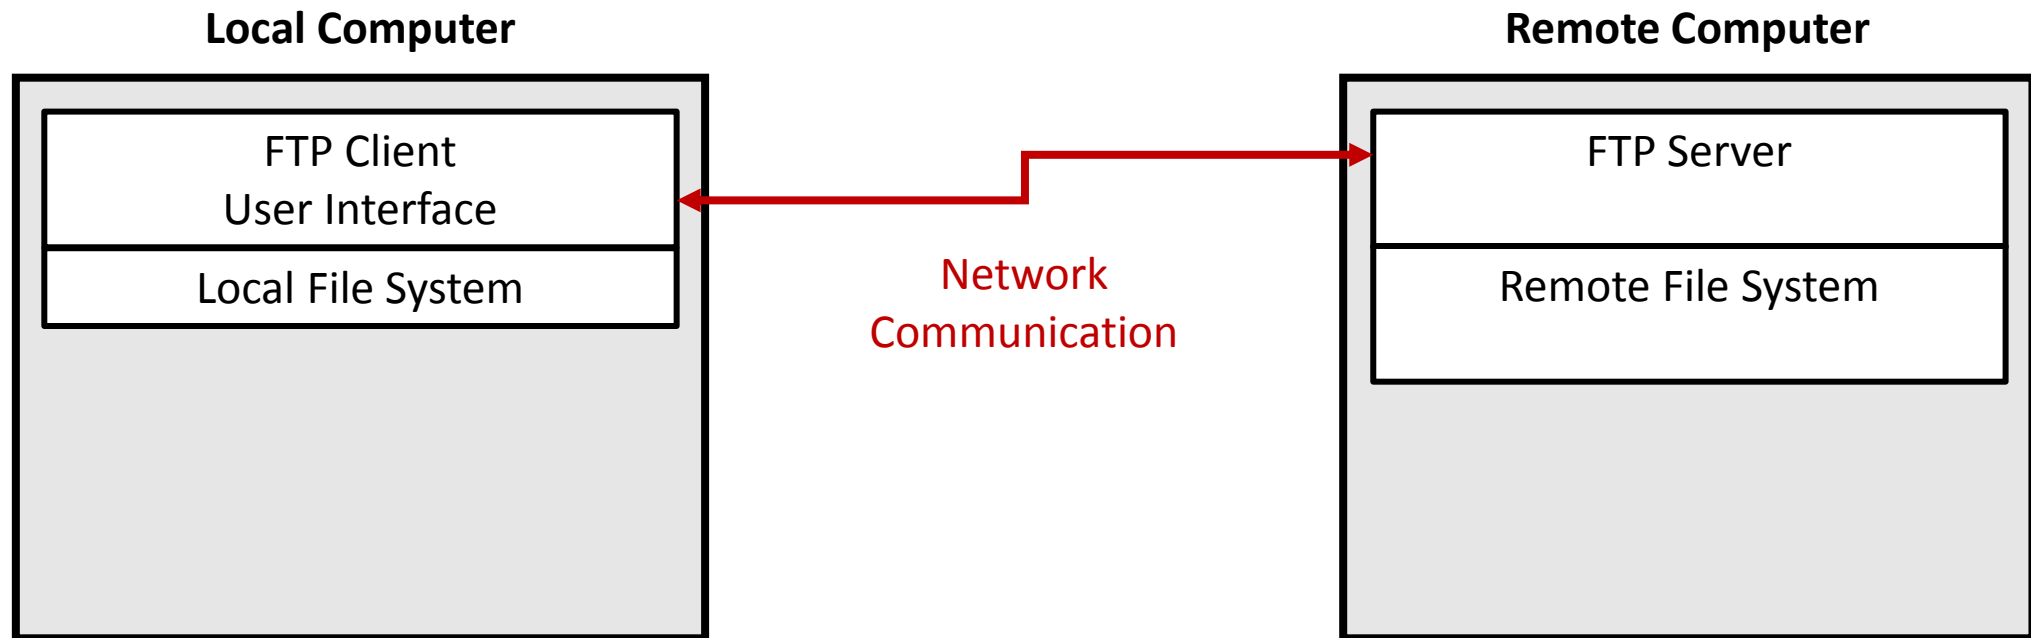 Local Computer
Remote Computer
FTP Client
User Interface
Local File System
Network
Communication
FTP Server
Remote File System